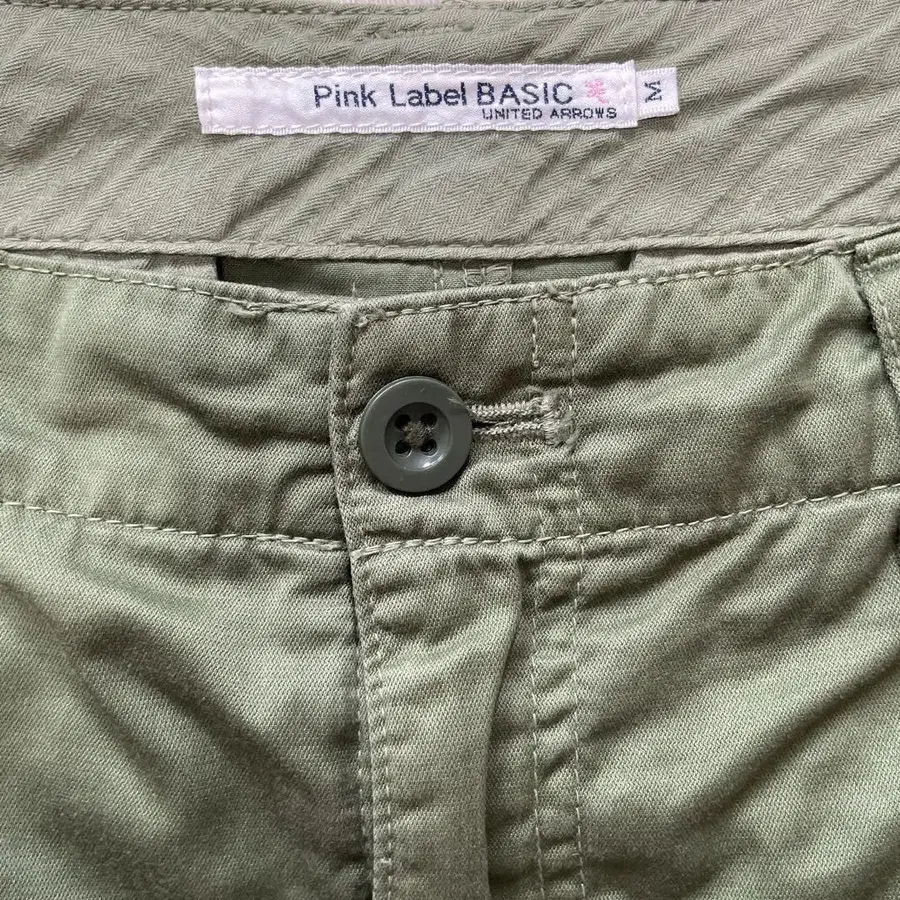 Pink Label BASIC
UNITED ARROWS
M